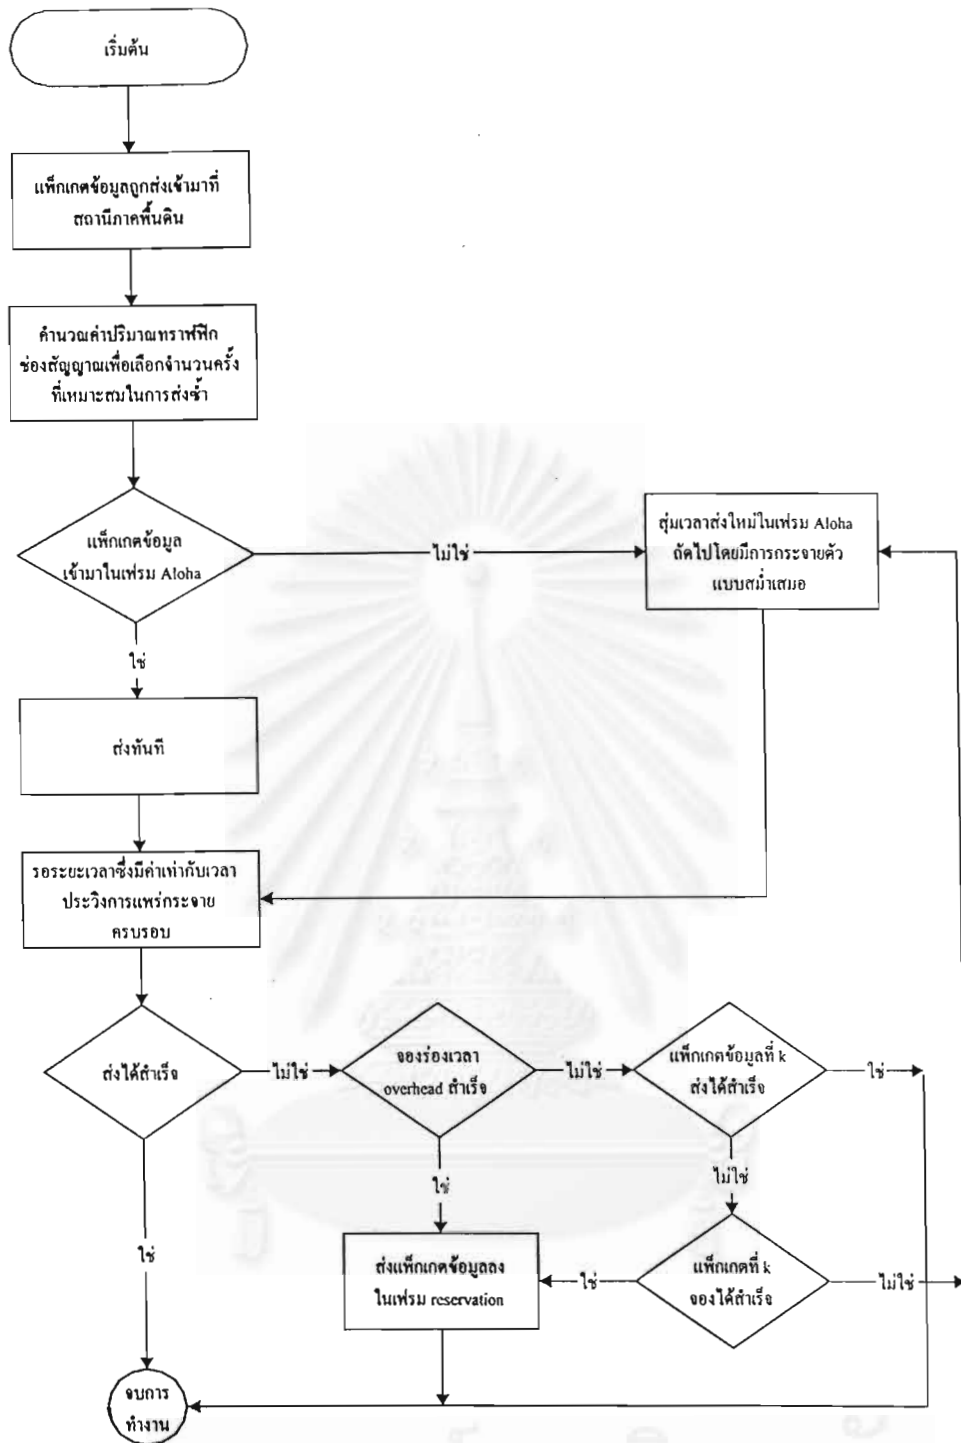 เริ่มต้น
แพ็กเกตข้อมูลถูกส่งเข้ามาที่
สถานีภาคพื้นดิน
คำนวณค่าปริมาณทราฟฟิก
ช่องสัญญาณเพื่อเลือกจำนวนครั้ง
ที่เหมาะสมในการส่งซ้ำ
แพ็กเกตข้อมูล
เข้ามาในเฟรม Aloha
ไม่ใช่
สุ่มเวลาส่งใหม่ในเฟรม Aloha
ถัดไปโดยมีการกระจายตัว
แบบสม่ำเสมอ
ใช่
ส่งทันที
รอระยะเวลาซึ่งมีค่าเท่ากับเวลา
ประวิงการแพร่กระจาย
ครบรอบ
ส่งได้สำเร็จ
ไม่ใช่
จองร่องเวลา
overhead สำเร็จ
ไม่ใช่
แพ็กเกตข้อมูลที่ k
ส่งได้สำเร็จ
ใช่
ใช่
ไม่ใช่
ใช่
ส่งแพ็กเกตข้อมูลลง
ในเฟรม reservation
ใช่
แพ็กเกตที่ k
จองได้สำเร็จ
ไม่ใช่
จบการ
ทำงาน